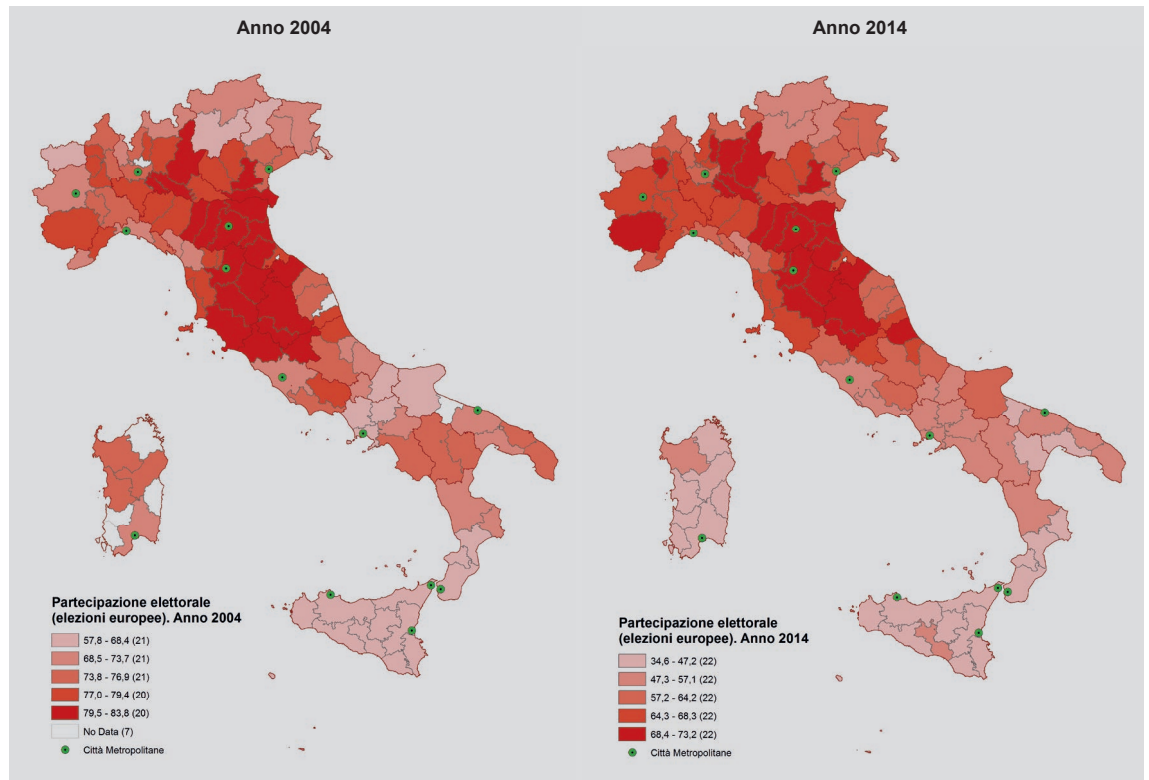 Anno 2004
Anno 2014
Partecipazione elettorale
(elezioni europee). Anno 2004
57,8 - 68,4 (21)
68,5 - 73,7 (21)
73,8 - 76,9 (21)
77,0 - 79,4 (20)
79,5 - 83,8 (20)
No Data (7)
Città Metropolitane
Partecipazione elettorale
(elezioni europee). Anno 2014
34,6 - 47,2 (22)
47,3 - 57,1 (22)
57,2 - 64,2 (22)
64,3 - 68,3 (22)
68,4 - 73,2 (22)
Città Metropolitane